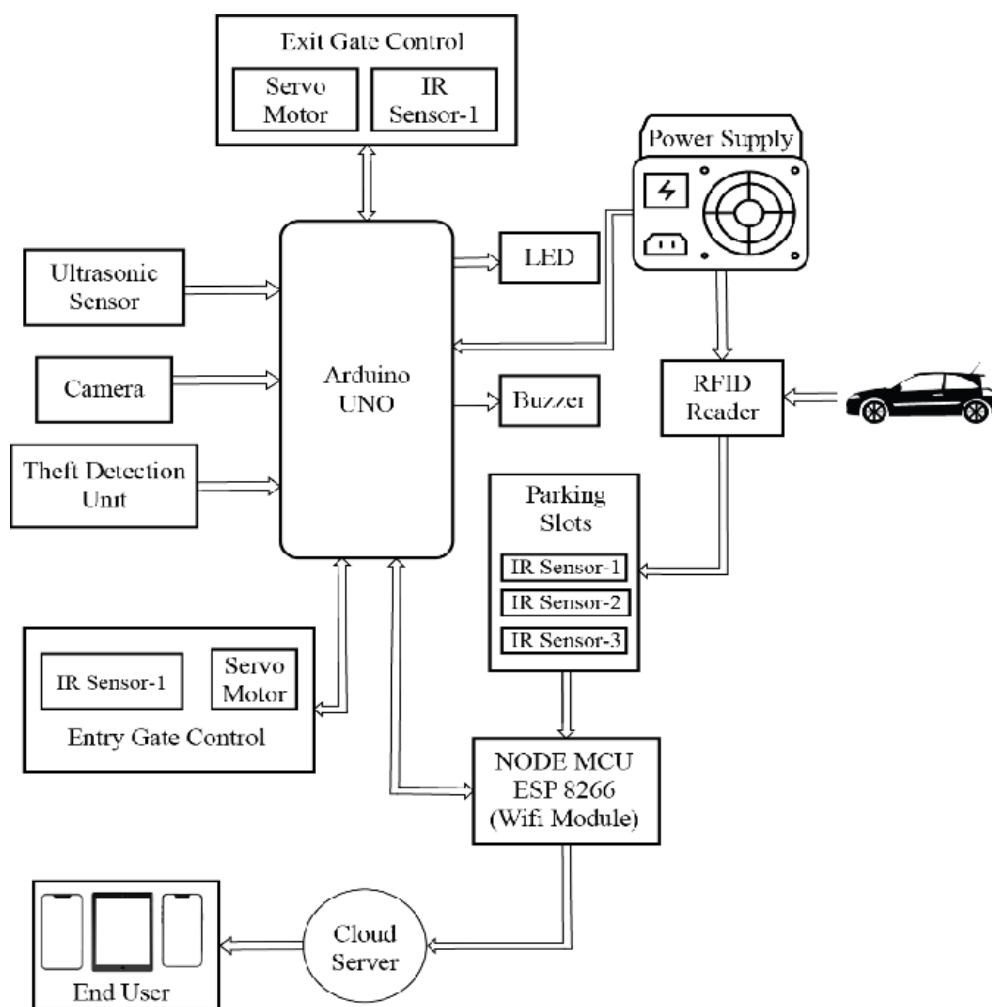 Exit Gate Control
Servo
Motor
IR
Sensor-1
Power Supply
Ultrasonic
Sensor
LED
Camera
Arduino
UNO
Buzzer
RFID
Reader
Theft Detection
Unit
Parking
Slots
IR Sensor-1
IR Sensor-2
IR Sensor-3
IR Sensor-1
Servo
Motor
Entry Gate Control
NODE MCU
ESP 8266
(Wifi Module)
Cloud
Server
End User